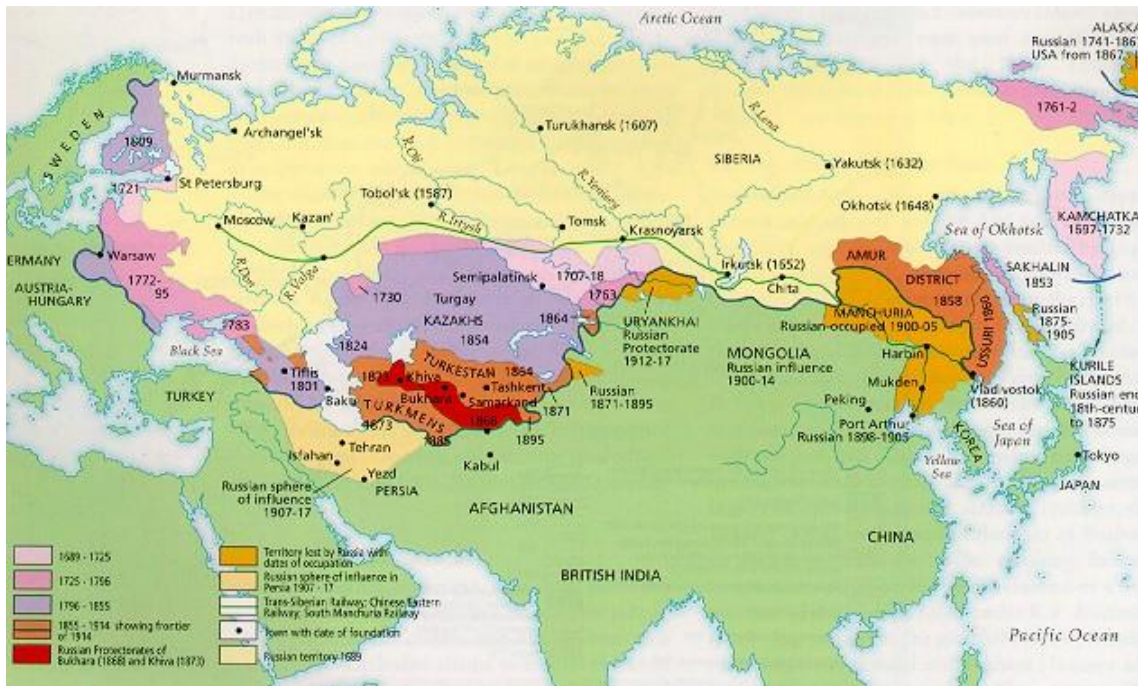 Arctic Ocean
ALASKA
Russian 1741-186
USA from 1867
Murmansk
1761-2
SWEDEN
1809
Archangel'sk
Turukhansk (1607)
R. Lena
R. Ob
SIBERIA
Yakutsk (1632)
1721
St Petersburg
R. Yenisey
Tobol'sk (1587)
Okhotsk (1648)
Moscow
Kazan'
R. Irtysh
Tomsk
Krasnoyarsk
Sea of Okhotsk
KAMCHATKA
1697-1732
ERMANY
Warsaw
R. Don
R. Volga
Semipalatinsk
1707-18
Irkutsk (1652)
AMUR
DISTRICT
1858
SAKHALIN
1853
AUSTRIA-
HUNGARY
1772-
95
1730
Turgay
1763
Chita
USSURI 1860
Russian
1875-
1905
1783
KAZAKHS
1854
1864
URYANKHAI
Russian
Protectorate
1912-17
MANCHURIA
Russian-occupied 1900-05
Black Sea
1824
MONGOLIA
Russian influence
1900-14
Harbin
TURKESTAN
1864
Tiflis
1801
Khiva
Tashkent
Russian
1871-1895
Mukden
Vladivostok
(1860)
KURILE
ISLANDS
Russian end
18th-century
to 1875
TURKEY
Baku
Bukhara
Samarkand
1871
Peking
TURKMENS
1868
Port Arthur
Russian 1898-1905
KOREA
Sea of
Japan
1873
1885
1895
Tehran
Isfahan
Kabul
Yellow
Sea
Tokyo
Yezd
JAPAN
Russian sphere
of influence
1907-17
PERSIA
AFGHANISTAN
CHINA
BRITISH INDIA
Pacific Ocean
1689 - 1725
1725 - 1796
1796 - 1855
1855 - 1914 showing frontier
of 1914
Russian Protectorates of
Bukhara (1868) and Khiva (1873)
Territory lost by Russia with
dates of occupation
Russian sphere of influence in
Persia 1907 - 17
Trans-Siberian Railway; Chinese Eastern
Railway; South Manchuria Railway
Town with date of foundation
Russian territory 1689